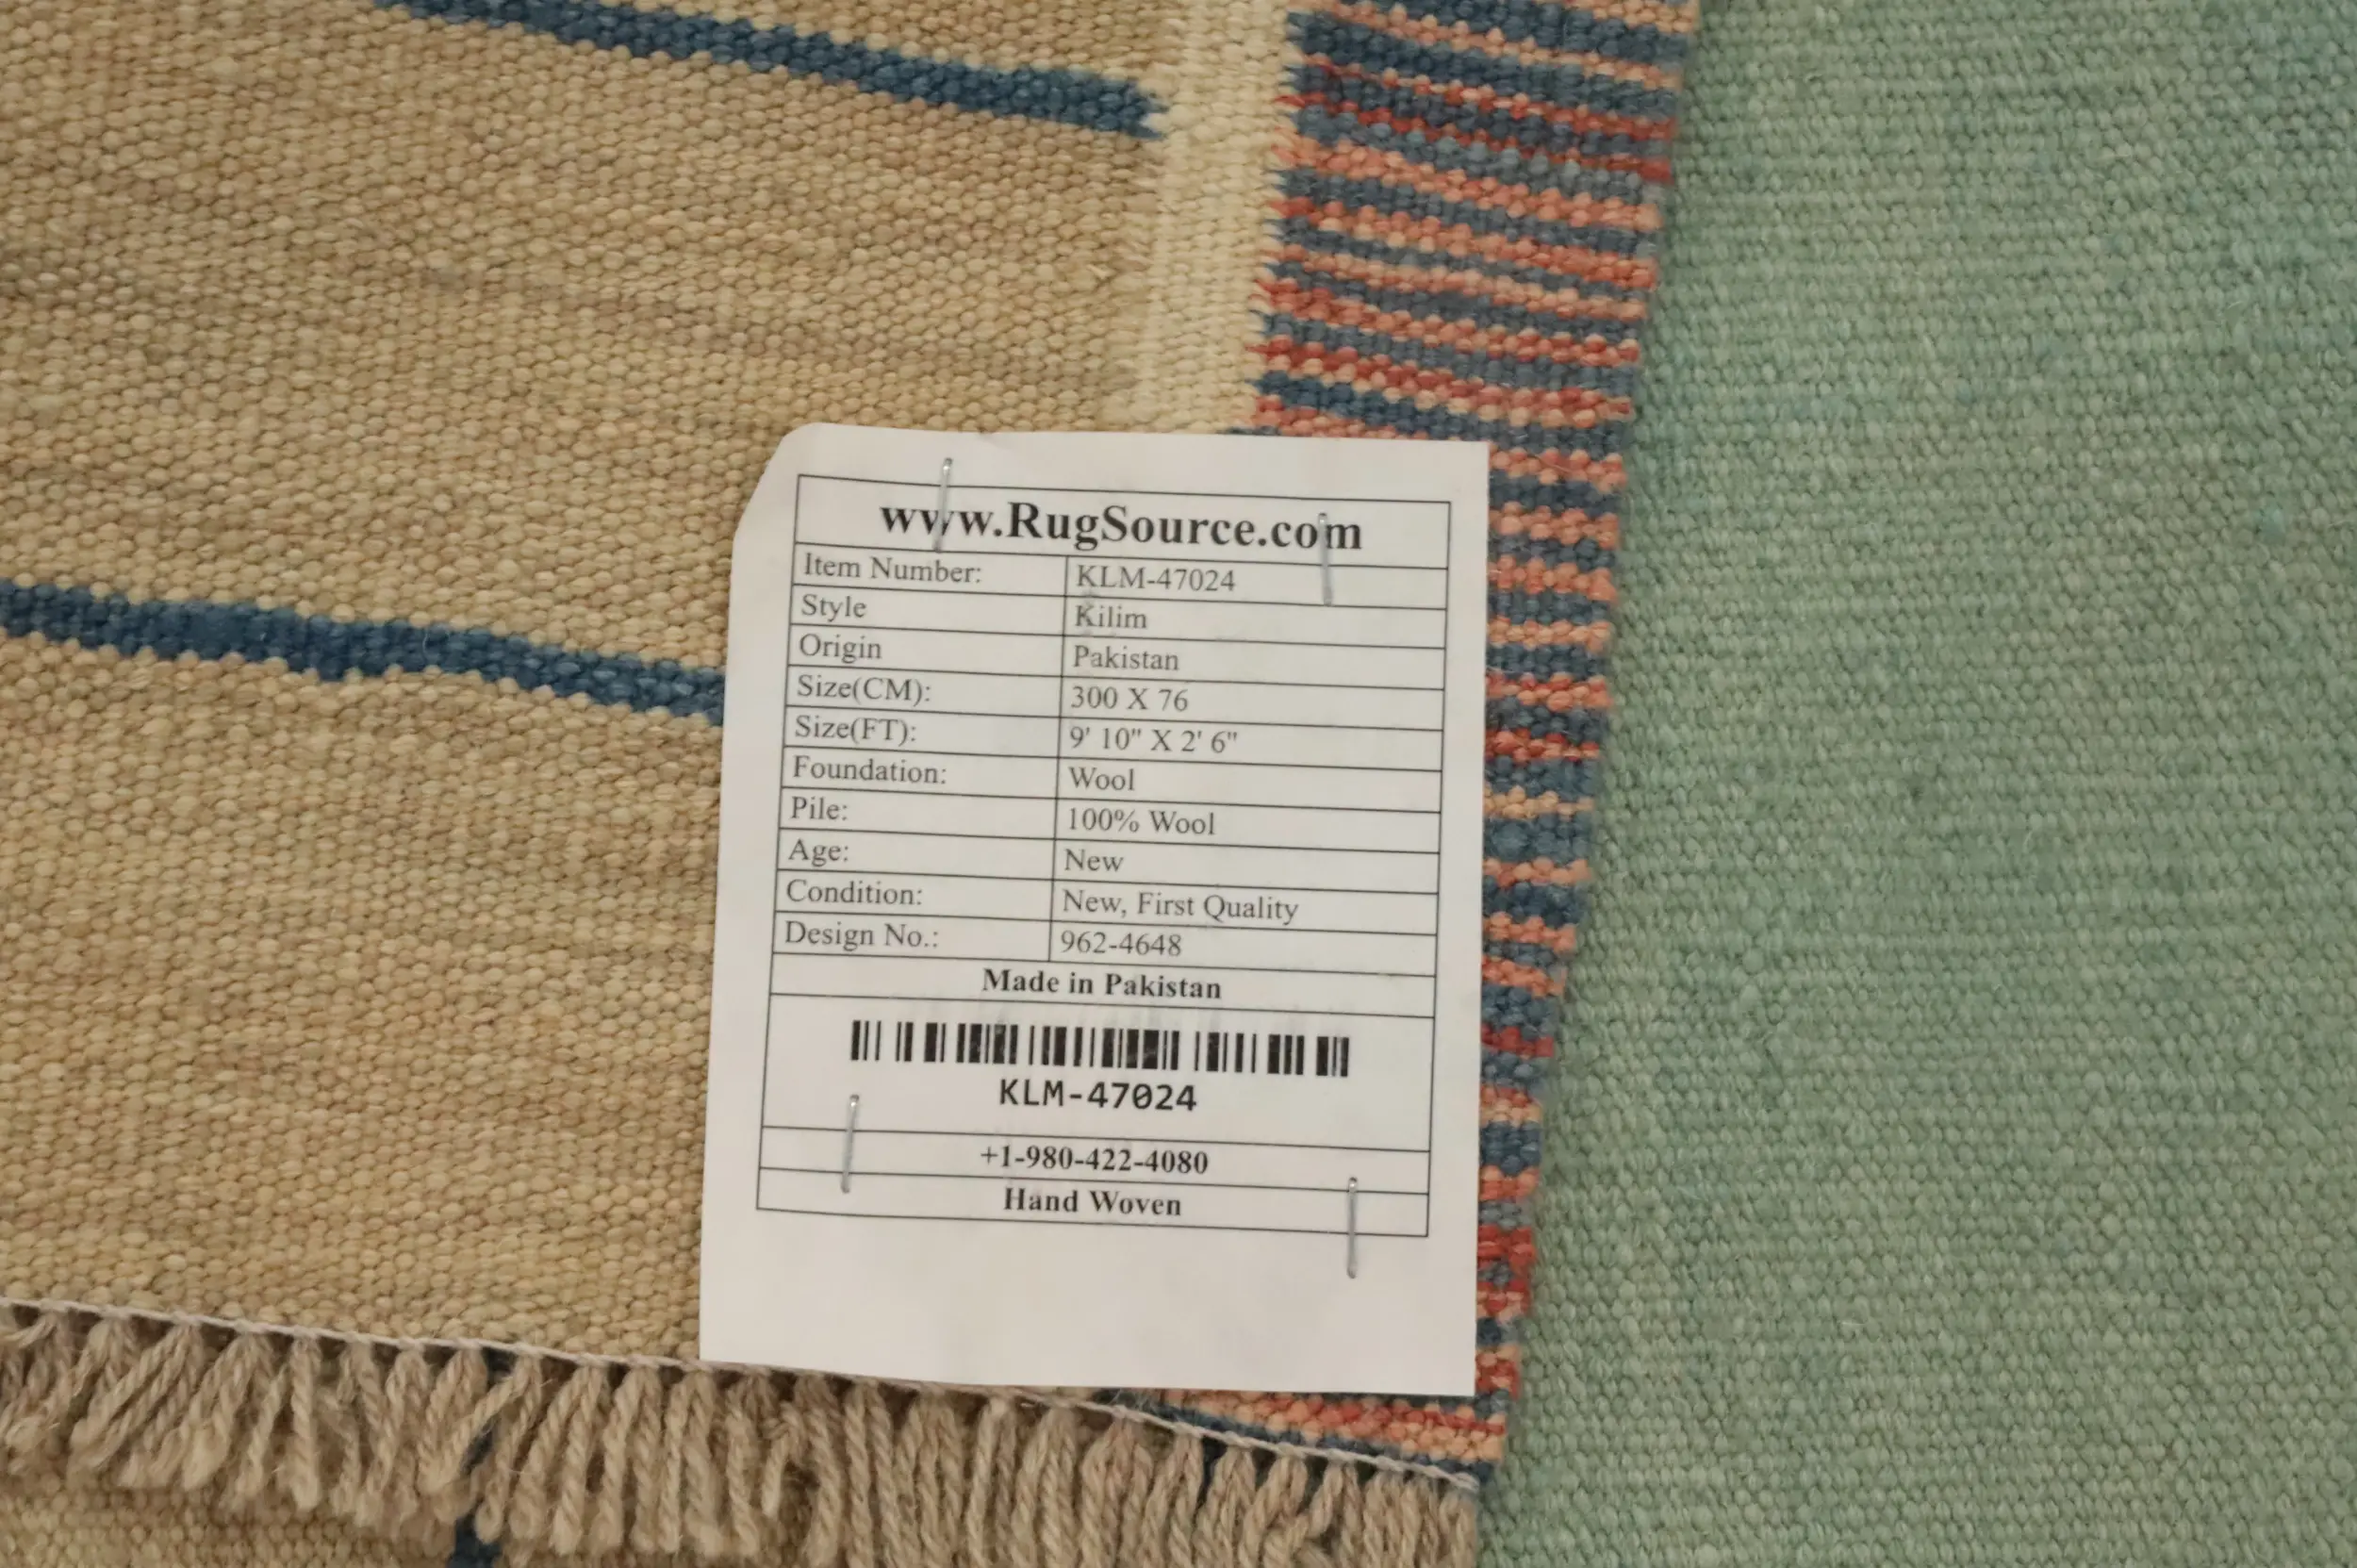 www.RugSource.com
Item Number: KLM-47024
Style Kilim
Origin Pakistan
Size(CM): 300 X 76
Size(FT): 9' 10" X 2' 6"
Foundation: Wool
Pile: 100% Wool
Age: New
Condition: New, First Quality
Design No.: 962-4648
Made in Pakistan
KLM-47024
+1-980-422-4080
Hand Woven